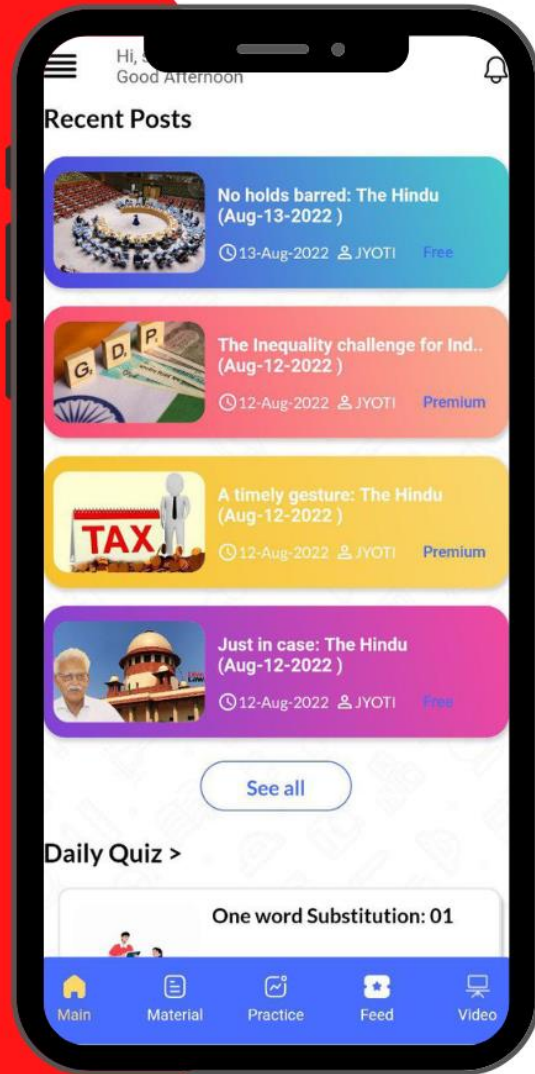 Hi,
Good Afternoon
Recent Posts
No holds barred: The Hindu
(Aug-13-2022 )
13-Aug-2022 JYOTI Free
G D P
The Inequality challenge for Ind..
(Aug-12-2022 )
12-Aug-2022 JYOTI Premium
TAX
A timely gesture: The Hindu
(Aug-12-2022 )
12-Aug-2022 JYOTI Premium
Just in case: The Hindu
(Aug-12-2022 )
12-Aug-2022 JYOTI Free
See all
Daily Quiz >
One word Substitution: 01
Main Material Practice Feed Video